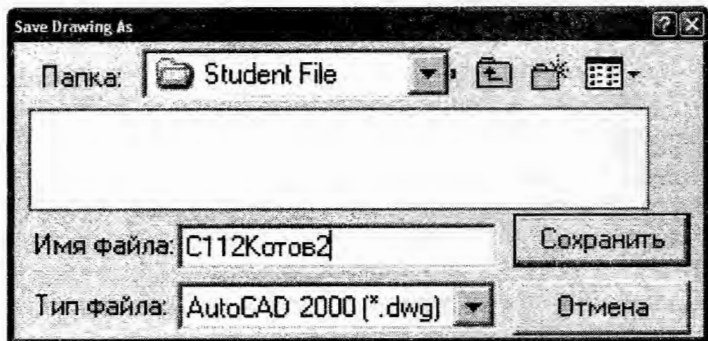 Save Drawing As
Папка: Student File
Имя файла: С112Котов2 Сохранить
Тип файла: AutoCAD 2000 (*.dwg) Отмена